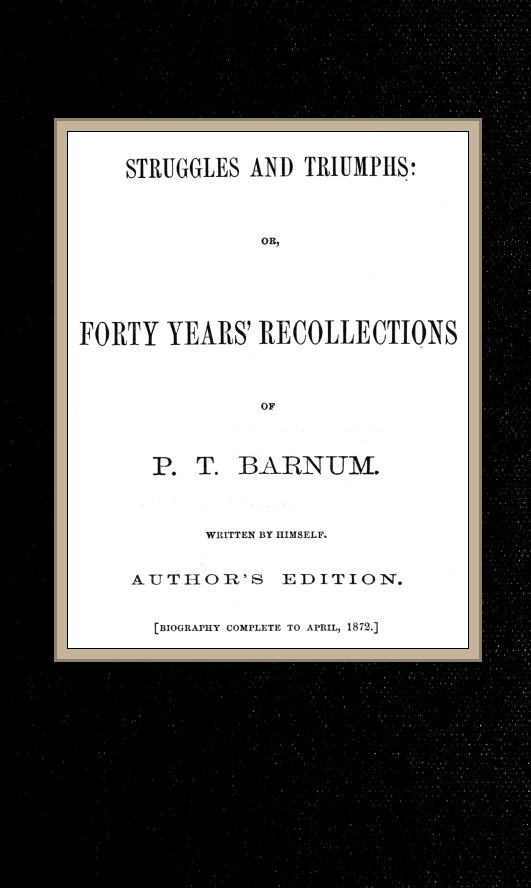 STRUGGLES AND TRIUMPHS:
OR,
FORTY YEARS' RECOLLECTIONS
OF
P. T. BARNUM.
WRITTEN BY HIMSELF.
AUTHOR'S EDITION.
[BIOGRAPHY COMPLETE TO APRIL, 1872.]